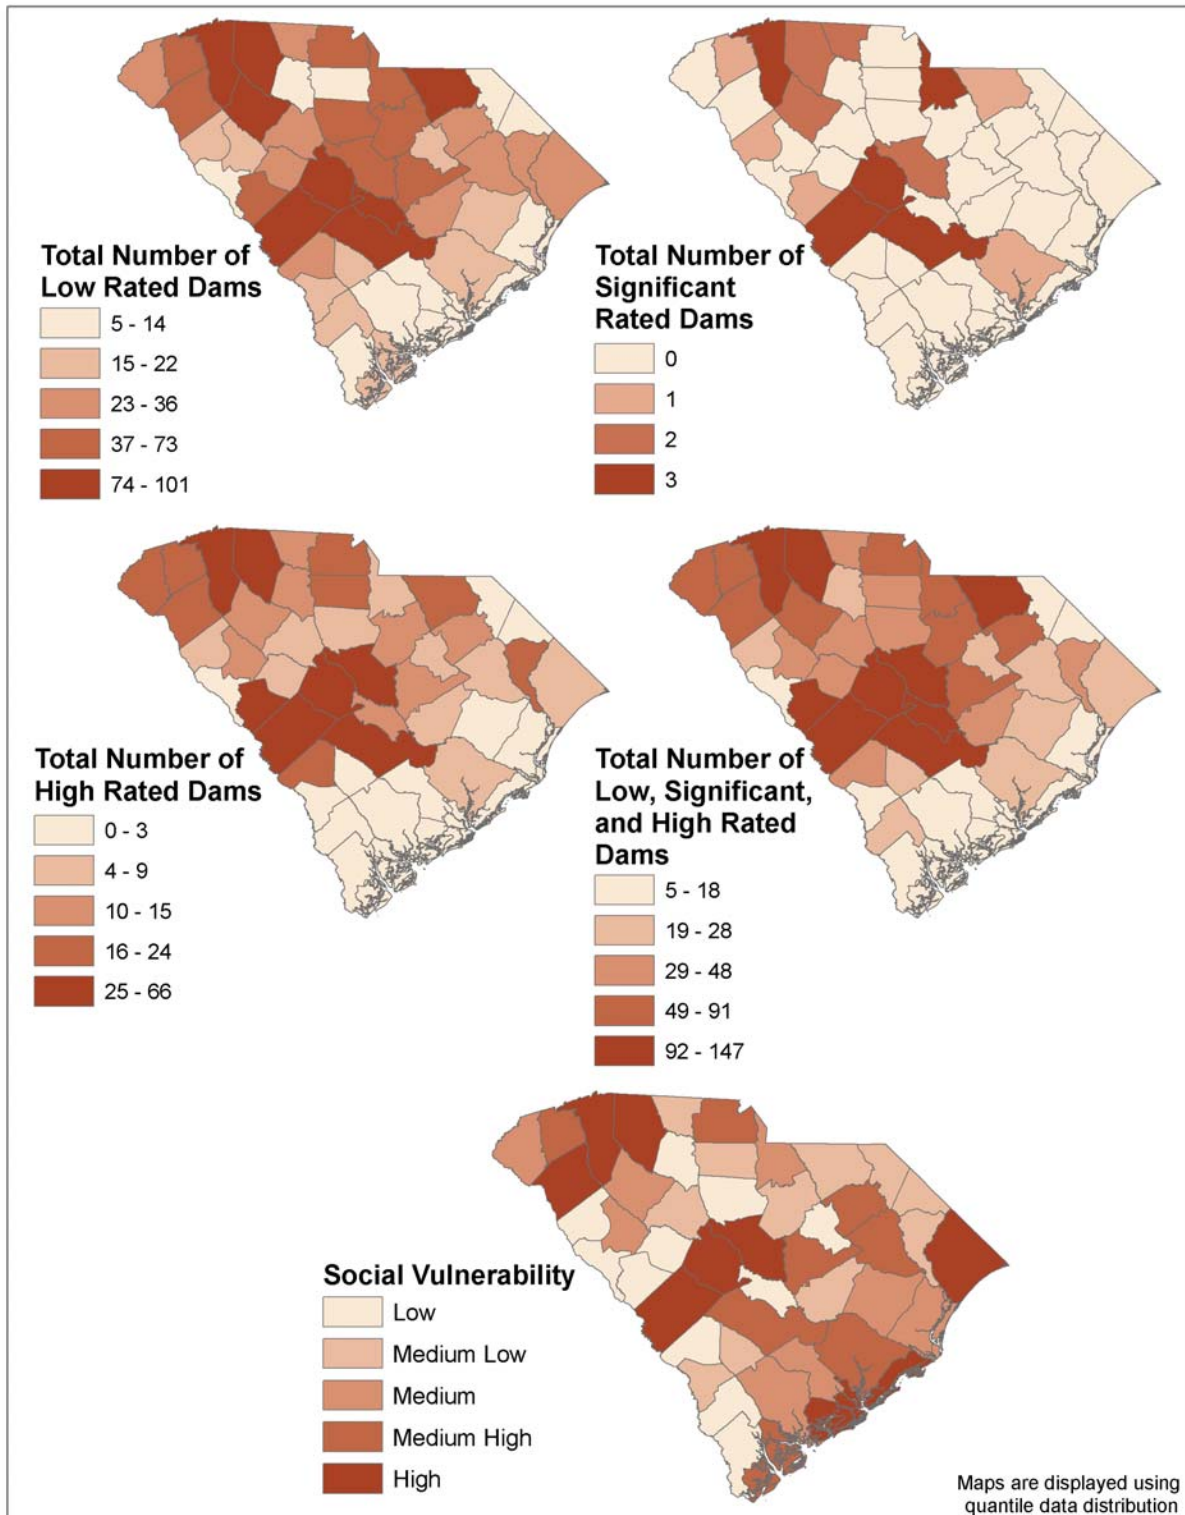 Total Number of
Low Rated Dams
5 - 14
15 - 22
23 - 36
37 - 73
74 - 101
Total Number of
Significant
Rated Dams
0
1
2
3
Total Number of
High Rated Dams
0 - 3
4 - 9
10 - 15
16 - 24
25 - 66
Total Number of
Low, Significant,
and High Rated
Dams
5 - 18
19 - 28
29 - 48
49 - 91
92 - 147
Social Vulnerability
Low
Medium Low
Medium
Medium High
High
Maps are displayed using
quantile data distribution